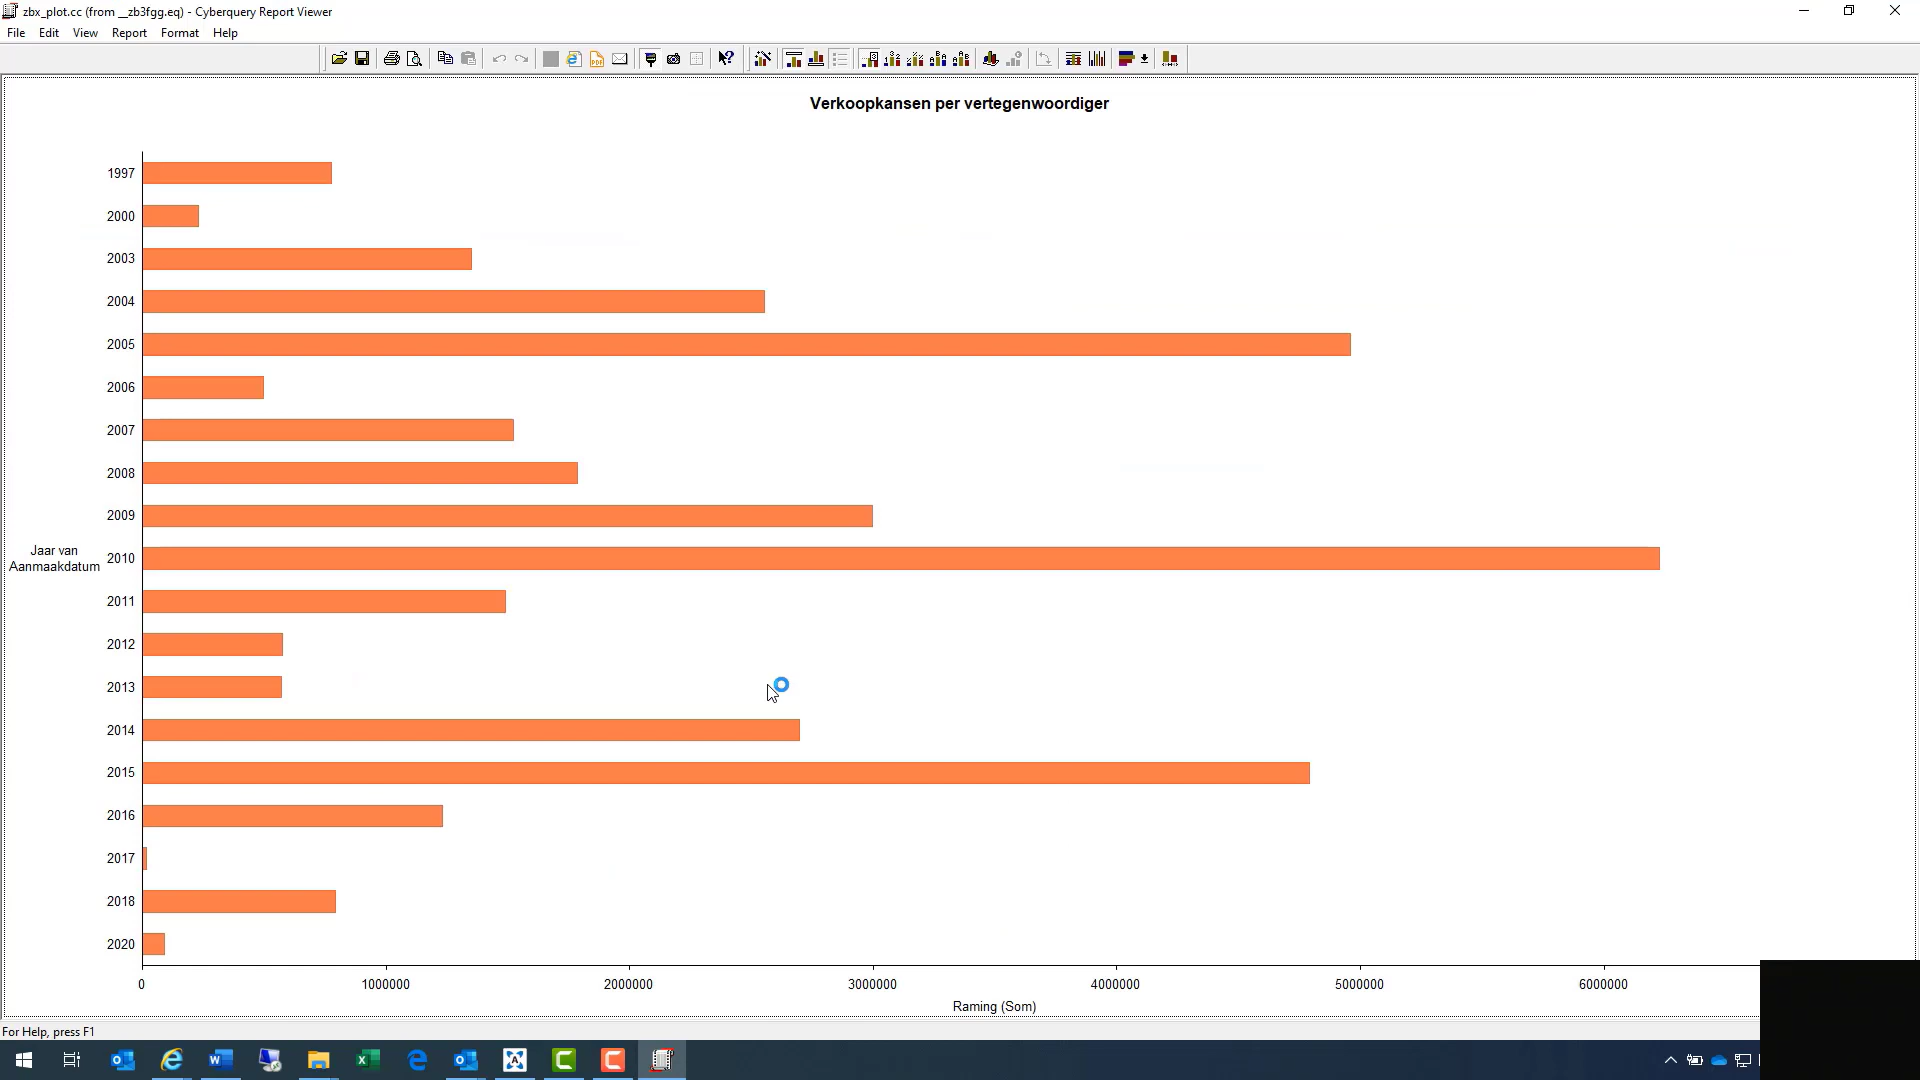 zbx_plot.cc (from __zb3fgg.eq) - Cyberquery Report Viewer
File Edit View Report Format Help
Verkoopkansen per vertegenwoordiger
1997
2000
2003
2004
2005
2006
2007
2008
2009
Jaar van
Aanmaakdatum
2010
2011
2012
2013
2014
2015
2016
2017
2018
2020
0 1000000 2000000 3000000 4000000 5000000 6000000
Raming (Som)
For Help, press F1